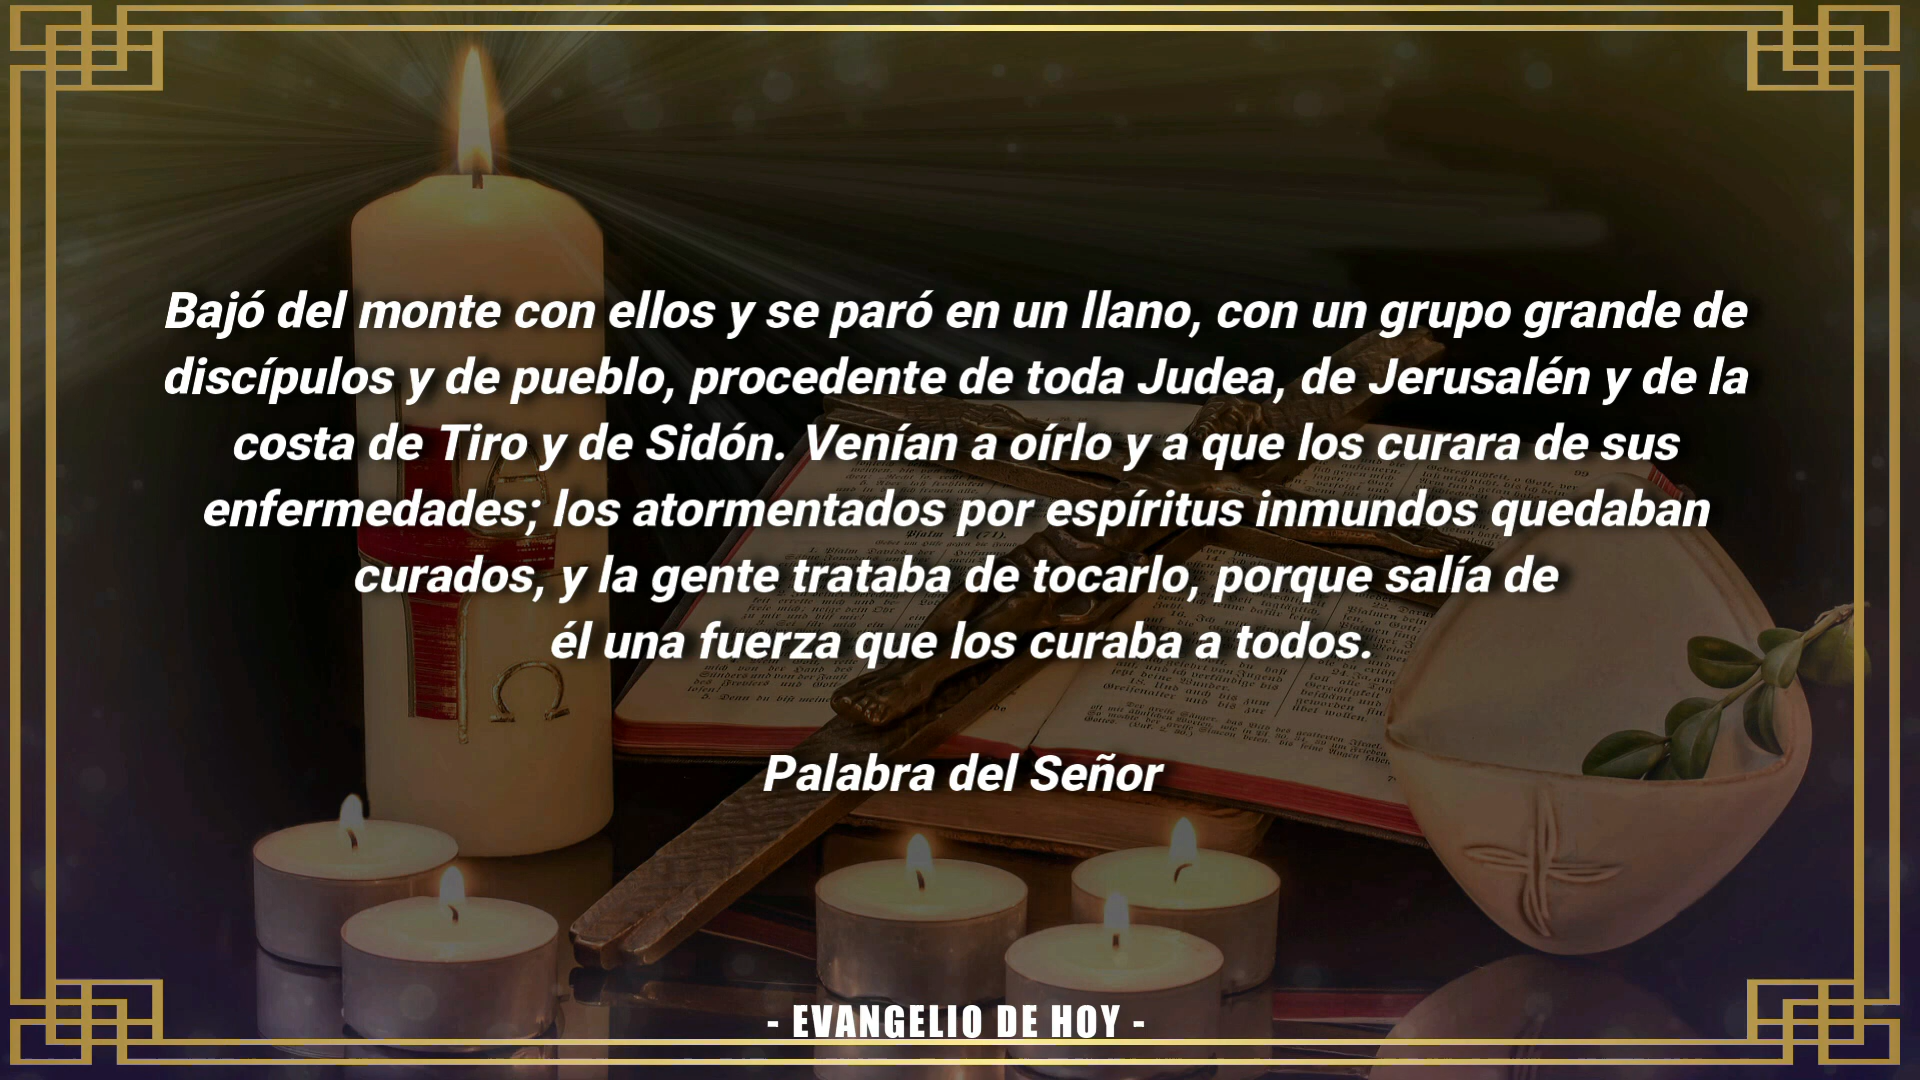 Bajó del monte con ellos y se paró en un llano, con un grupo grande de
discípulos y de pueblo, procedente de toda Judea, de Jerusalén y de la
costa de Tiro y de Sidón. Venían a oírlo y a que los curara de sus
enfermedades; los atormentados por espíritus inmundos quedaban
curados, y la gente trataba de tocarlo, porque salía de
él una fuerza que los curaba a todos.
Palabra del Señor
- EVANGELIO DE HOY -